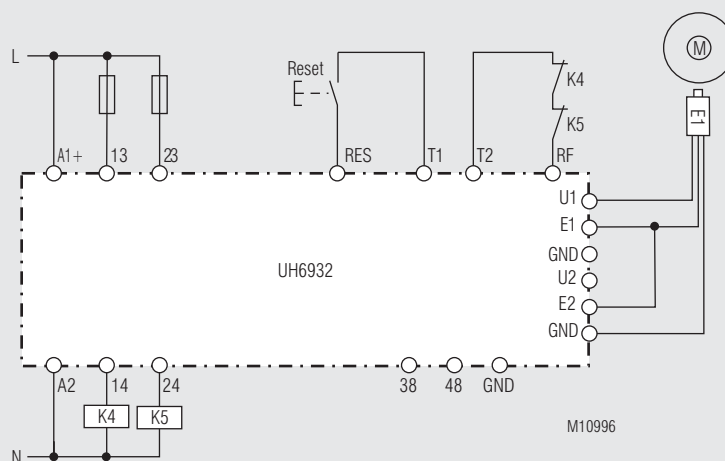 L
Reset
K4
K5
M
E1
A1+ 13 23 RES T1 T2 RF
U1
E1
GND
U2
E2
GND
UH6932
A2 14 24 38 48 GND
K4 K5
N
M10996